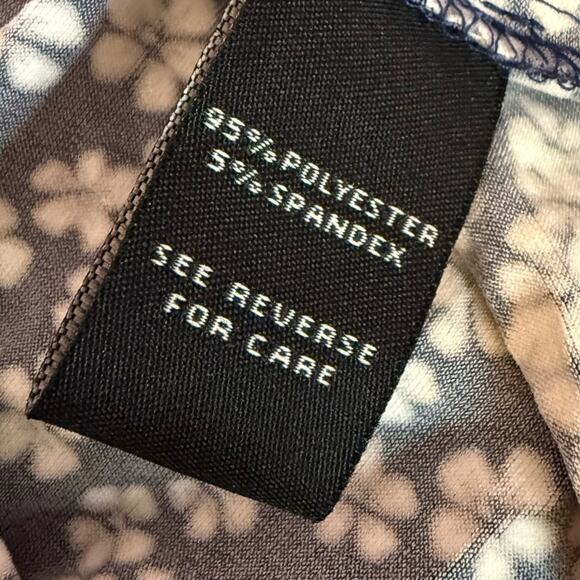 95% POLYESTER
5% SPANDEX
SEE REVERSE
FOR CARE